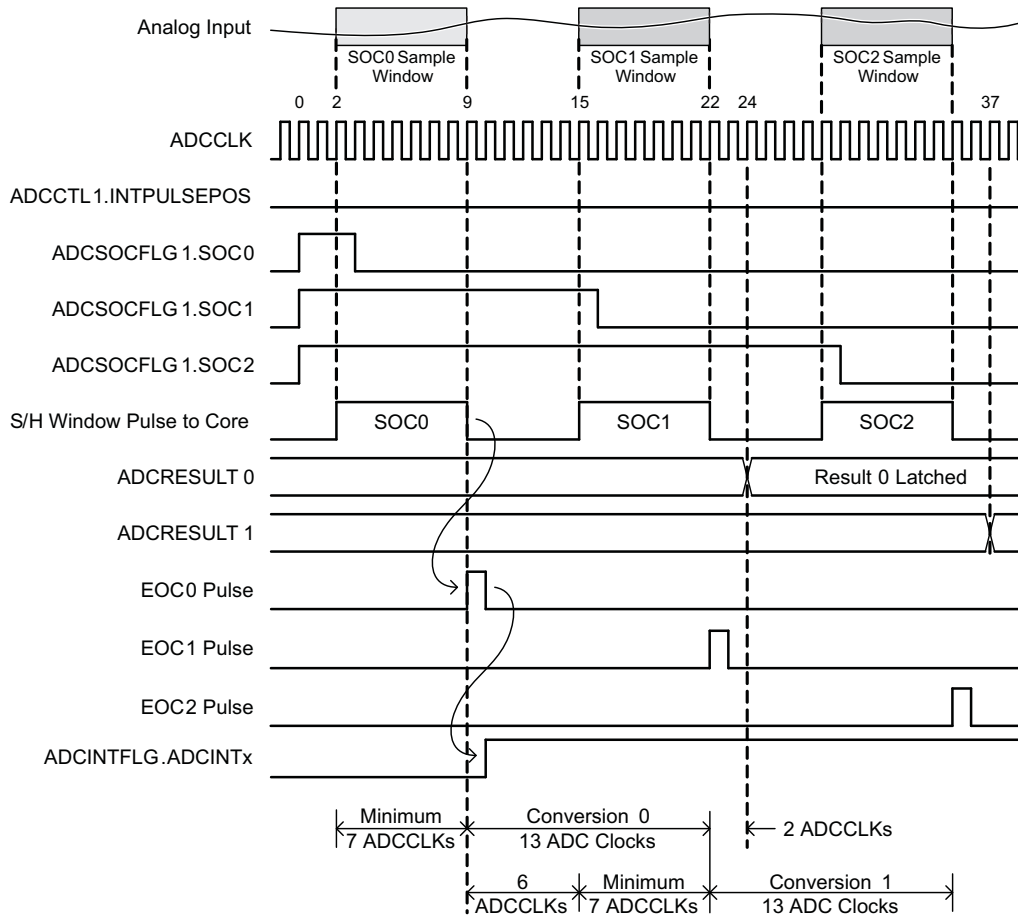 Analog Input
SOC0 Sample
Window
SOC1 Sample
Window
SOC2 Sample
Window
0 2 9 15 22 24 37
ADCCLK
ADCCTL1.INTPULSEPOS
ADCSOCFLG 1.SOC0
ADCSOCFLG 1.SOC1
ADCSOCFLG 1.SOC2
S/H Window Pulse to Core
SOC0 SOC1 SOC2
ADCRESULT 0
Result 0 Latched
ADCRESULT 1
EOC0 Pulse
EOC1 Pulse
EOC2 Pulse
ADCINTFLG.ADCINTx
Minimum
7 ADCCLKs
Conversion 0
13 ADC Clocks
2 ADCCLKs
6
ADCCLKs
Minimum
7 ADCCLKs
Conversion 1
13 ADC Clocks